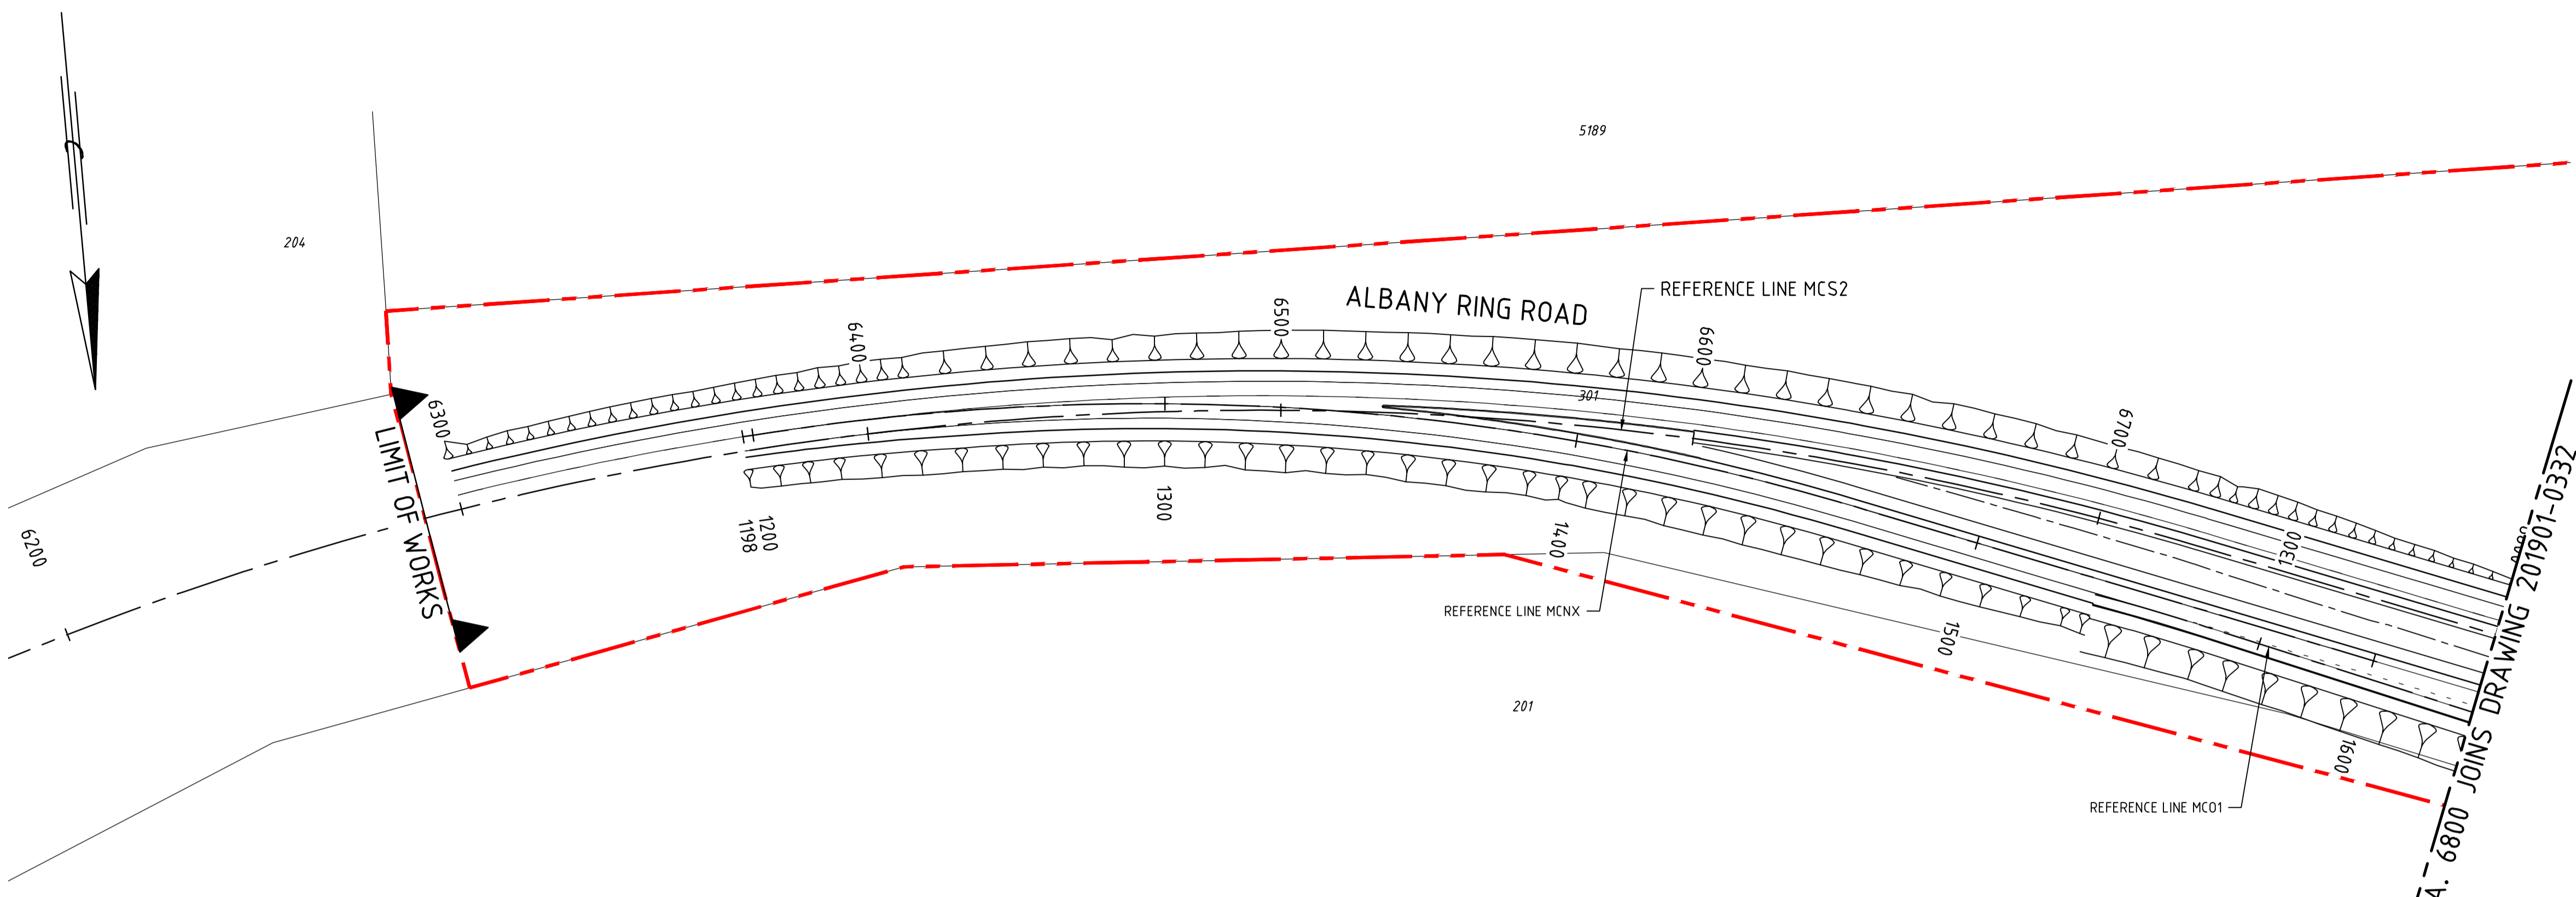 5189
204
ALBANY RING ROAD
REFERENCE LINE MCS2
6300
6400
6500
6600
6700
301
LIMIT OF WORKS
6200
1198
1200
1300
1400
1500
1600
1300
REFERENCE LINE MCNX
201
REFERENCE LINE MC01
6800 JOINS DRAWING 201901-0332